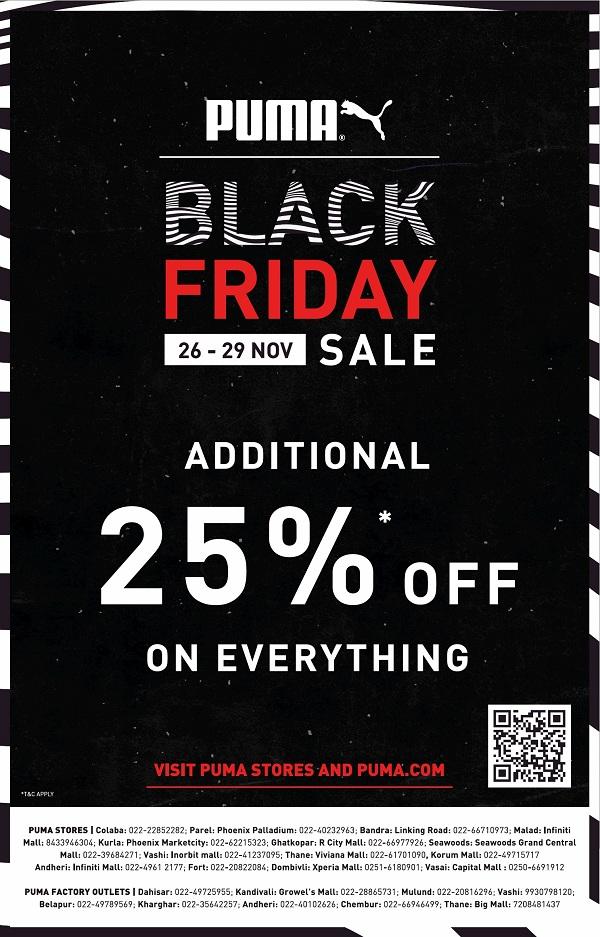 PUMA®
BLACK
FRIDAY
26 - 29 NOV SALE
ADDITIONAL
25%* OFF
ON EVERYTHING
VISIT PUMA STORES AND PUMA.COM
*T&C APPLY
PUMA STORES | Colaba: 022-22852282; Parel: Phoenix Palladium: 022-40232963; Bandra: Linking Road: 022-66710973; Malad: Infiniti
Mall: 8433946304; Kurla: Phoenix Marketcity: 022-62215323; Ghatkopar: R City Mall: 022-66977926; Seawoods: Seawoods Grand Central
Mall: 022-39684271; Vashi: Inorbit mall: 022-41237095; Thane: Viviana Mall: 022-61701090, Korum Mall: 022-49715717
Andheri: Infiniti Mall: 022-4961 2177; Fort: 022-20822084; Dombivli: Xperia Mall: 0251-6180901; Vasai: Capital Mall : 0250-6691912
PUMA FACTORY OUTLETS | Dahisar: 022-49725955; Kandivali: Growel's Mall: 022-28865731; Mulund: 022-20816296; Vashi: 9930798120;
Belapur: 022-49789569; Kharghar: 022-35642257; Andheri: 022-40102626; Chembur: 022-66946499; Thane: Big Mall: 7208481437